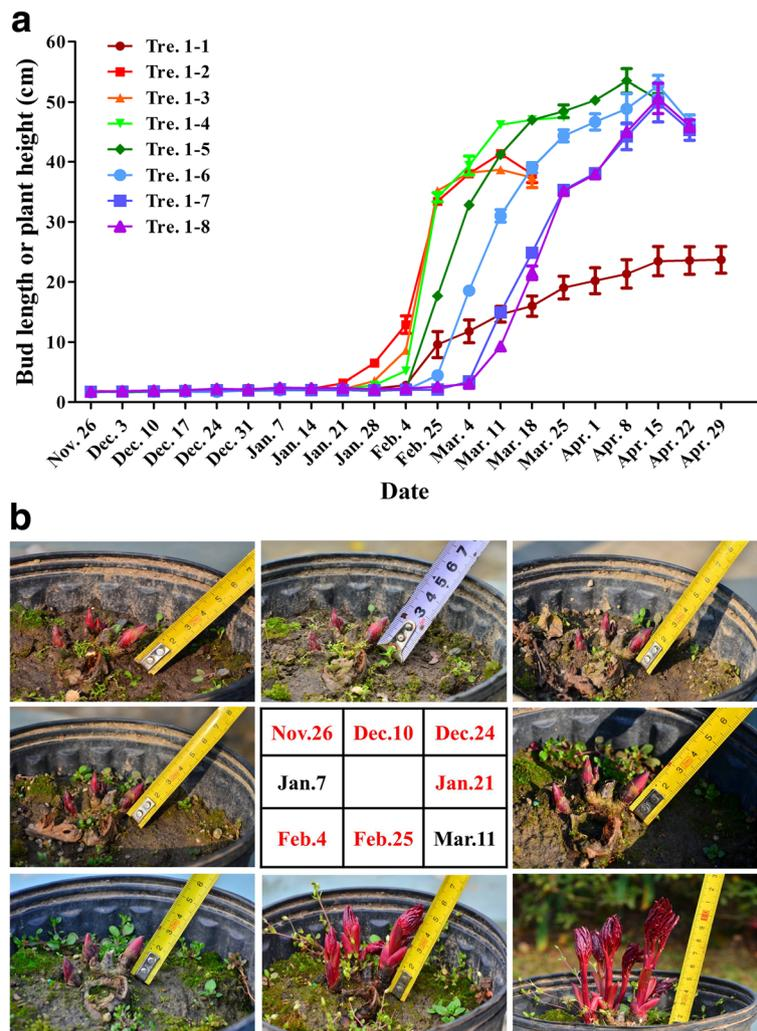 a
Bud length or plant height (cm)
60
50
40
30
20
10
0
Tre. 1-1
Tre. 1-2
Tre. 1-3
Tre. 1-4
Tre. 1-5
Tre. 1-6
Tre. 1-7
Tre. 1-8
Nov. 26
Dec. 3
Dec. 10
Dec. 17
Dec. 24
Dec. 31
Jan. 7
Jan. 14
Jan. 21
Jan. 28
Feb. 4
Feb. 25
Mar. 4
Mar. 11
Mar. 18
Mar. 25
Apr. 1
Apr. 8
Apr. 15
Apr. 22
Apr. 29
Date
b
Nov.26 Dec.10 Dec.24
Jan.7 Jan.21
Feb.4 Feb.25 Mar.11